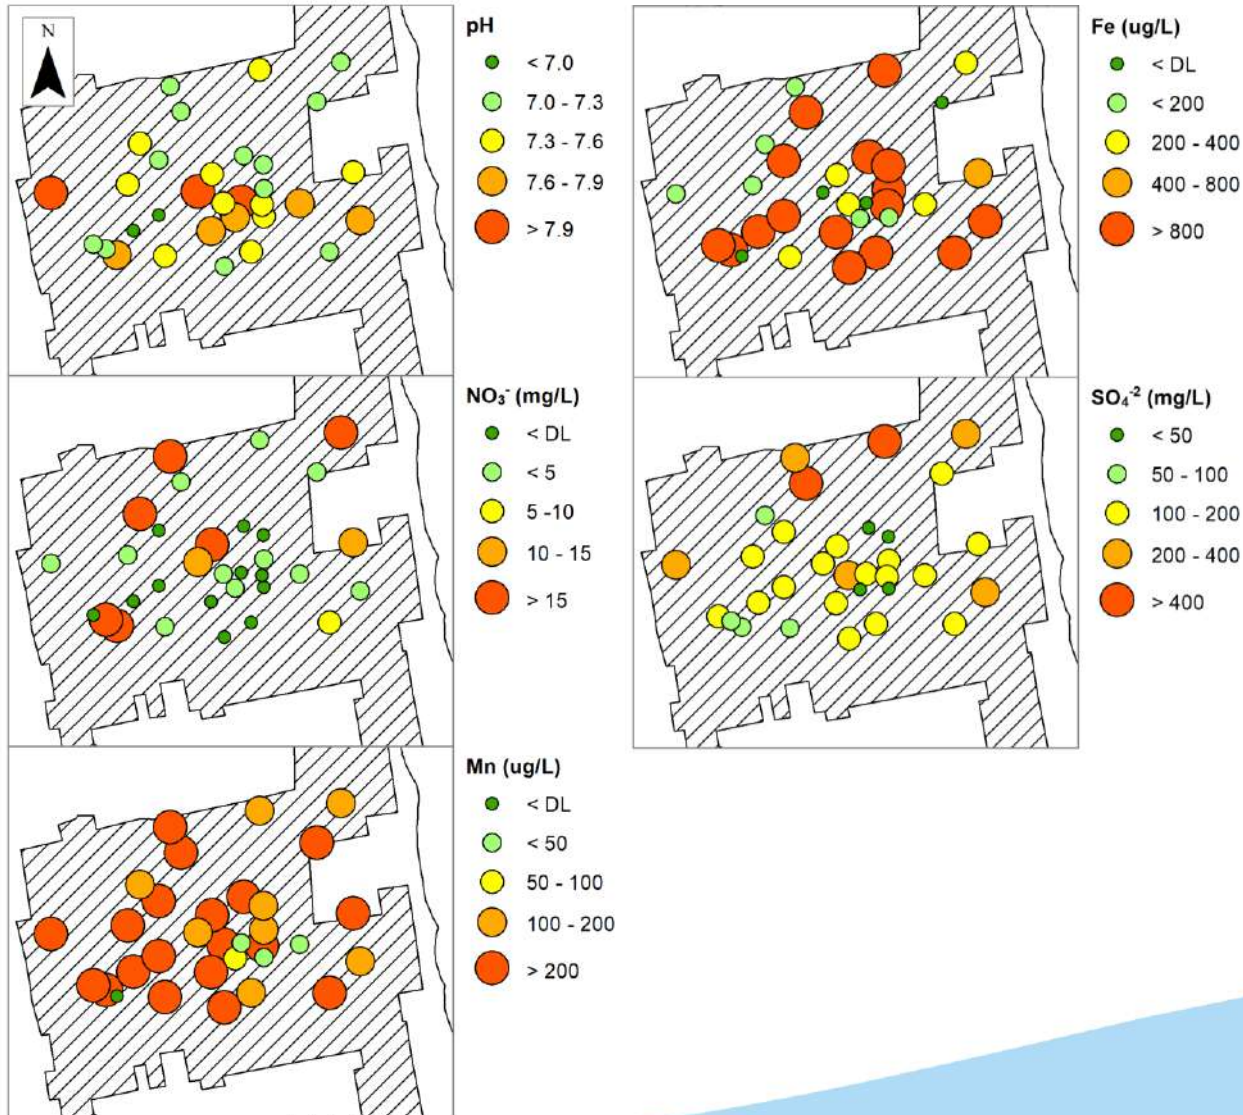 N
pH
< 7.0
7.0 - 7.3
7.3 - 7.6
7.6 - 7.9
> 7.9
Fe (ug/L)
< DL
< 200
200 - 400
400 - 800
> 800
NO₃⁻ (mg/L)
< DL
< 5
5 -10
10 - 15
> 15
SO₄⁻² (mg/L)
< 50
50 - 100
100 - 200
200 - 400
> 400
Mn (ug/L)
< DL
< 50
50 - 100
100 - 200
> 200